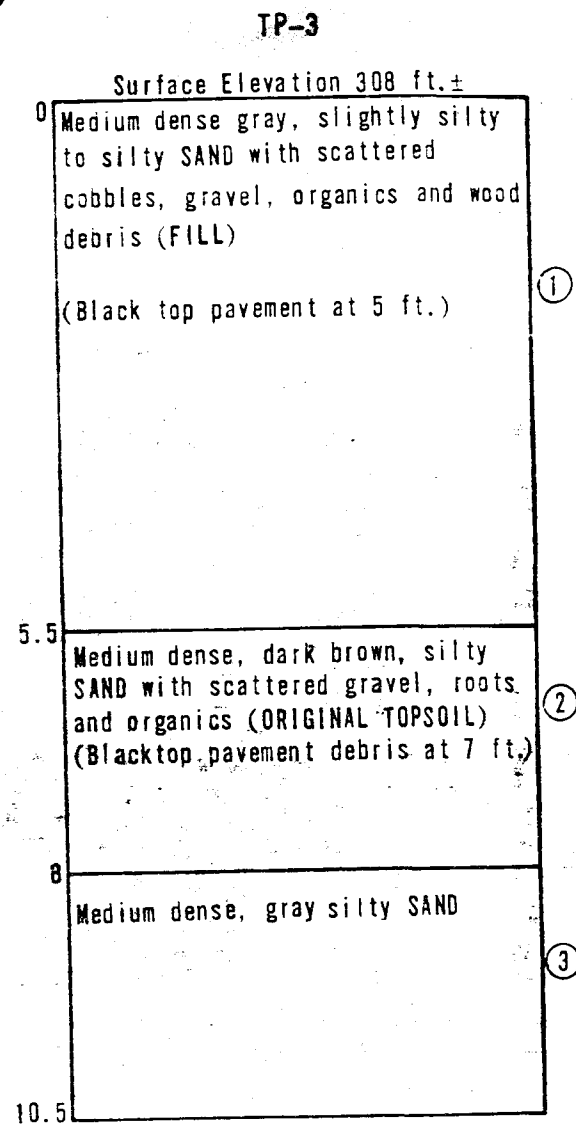 TP-3
Surface Elevation 308 ft.±
0
Medium dense gray, slightly silty
to silty SAND with scattered
cobbles, gravel, organics and wood
debris (FILL)
(Black top pavement at 5 ft.)
1
5.5
Medium dense, dark brown, silty
SAND with scattered gravel, roots
and organics (ORIGINAL TOPSOIL)
(Blacktop pavement debris at 7 ft.)
2
8
Medium dense, gray silty SAND
3
10.5